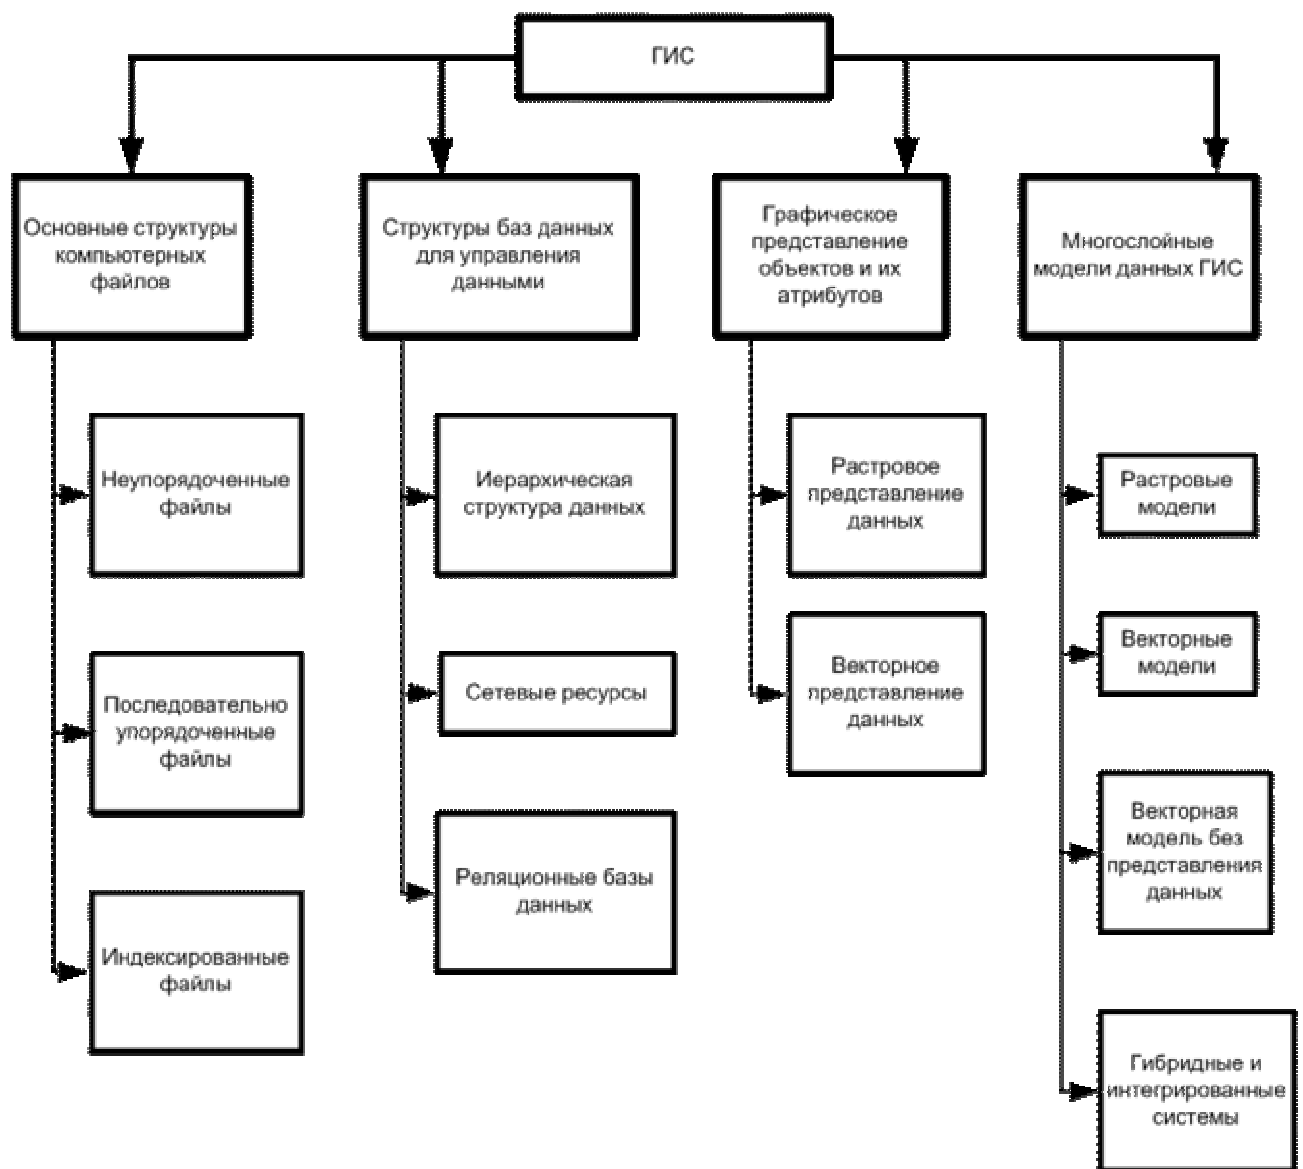 ГИС
Основные структуры
компьютерных
файлов
Структуры баз данных
для управления
данными
Графическое
представление
объектов и их
атрибутов
Многослойные
модели данных ГИС
Неупорядоченные
файлы
Последовательно
упорядоченные
файлы
Индексированные
файлы
Иерархическая
структура данных
Сетевые ресурсы
Реляционные базы
данных
Растровое
представление
данных
Векторное
представление
данных
Растровые
модели
Векторные
модели
Векторная
модель без
представления
данных
Гибридные и
интегрированные
системы